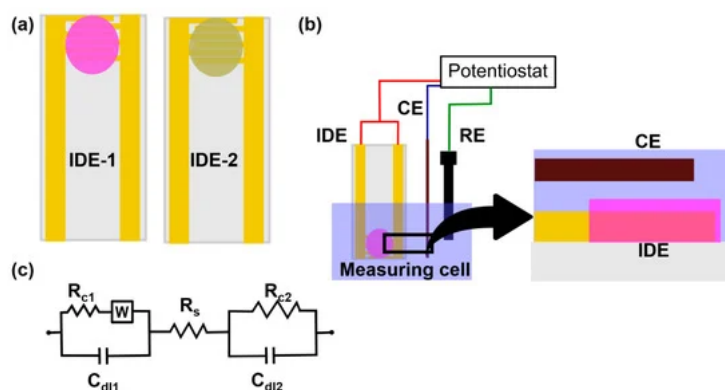 (a)
IDE-1
IDE-2
(b)
Potentiostat
CE
IDE
RE
Measuring cell
CE
IDE
(c)
Rc1
W
Rs
Rc2
Cdl1
Cdl2